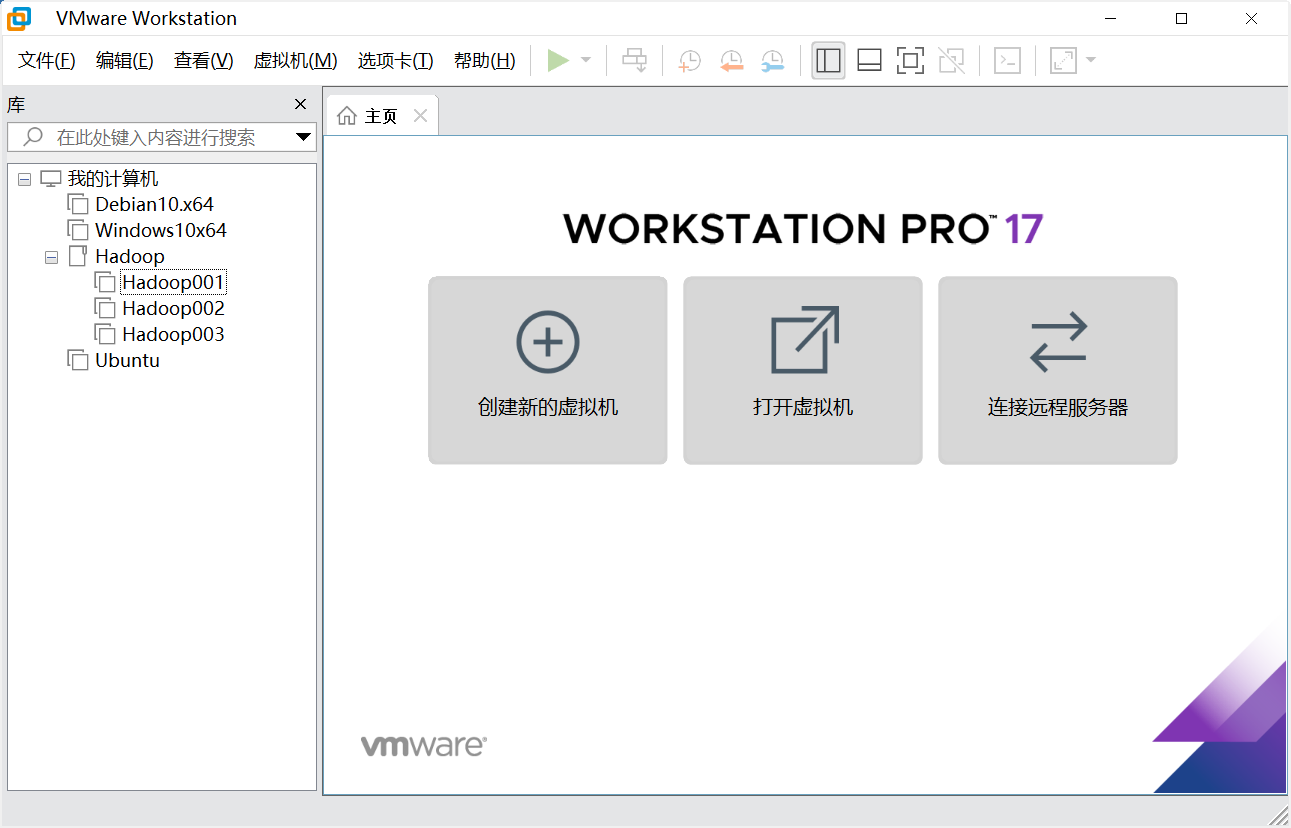 VMware Workstation
文件(F) 编辑(E) 查看(V) 虚拟机(M) 选项卡(T) 帮助(H)
库
主页
在此处键入内容进行搜索
我的计算机
Debian10.x64
Windows10x64
Hadoop
Hadoop001
Hadoop002
Hadoop003
Ubuntu
WORKSTATION PRO™ 17
创建新的虚拟机 打开虚拟机 连接远程服务器
vmware®